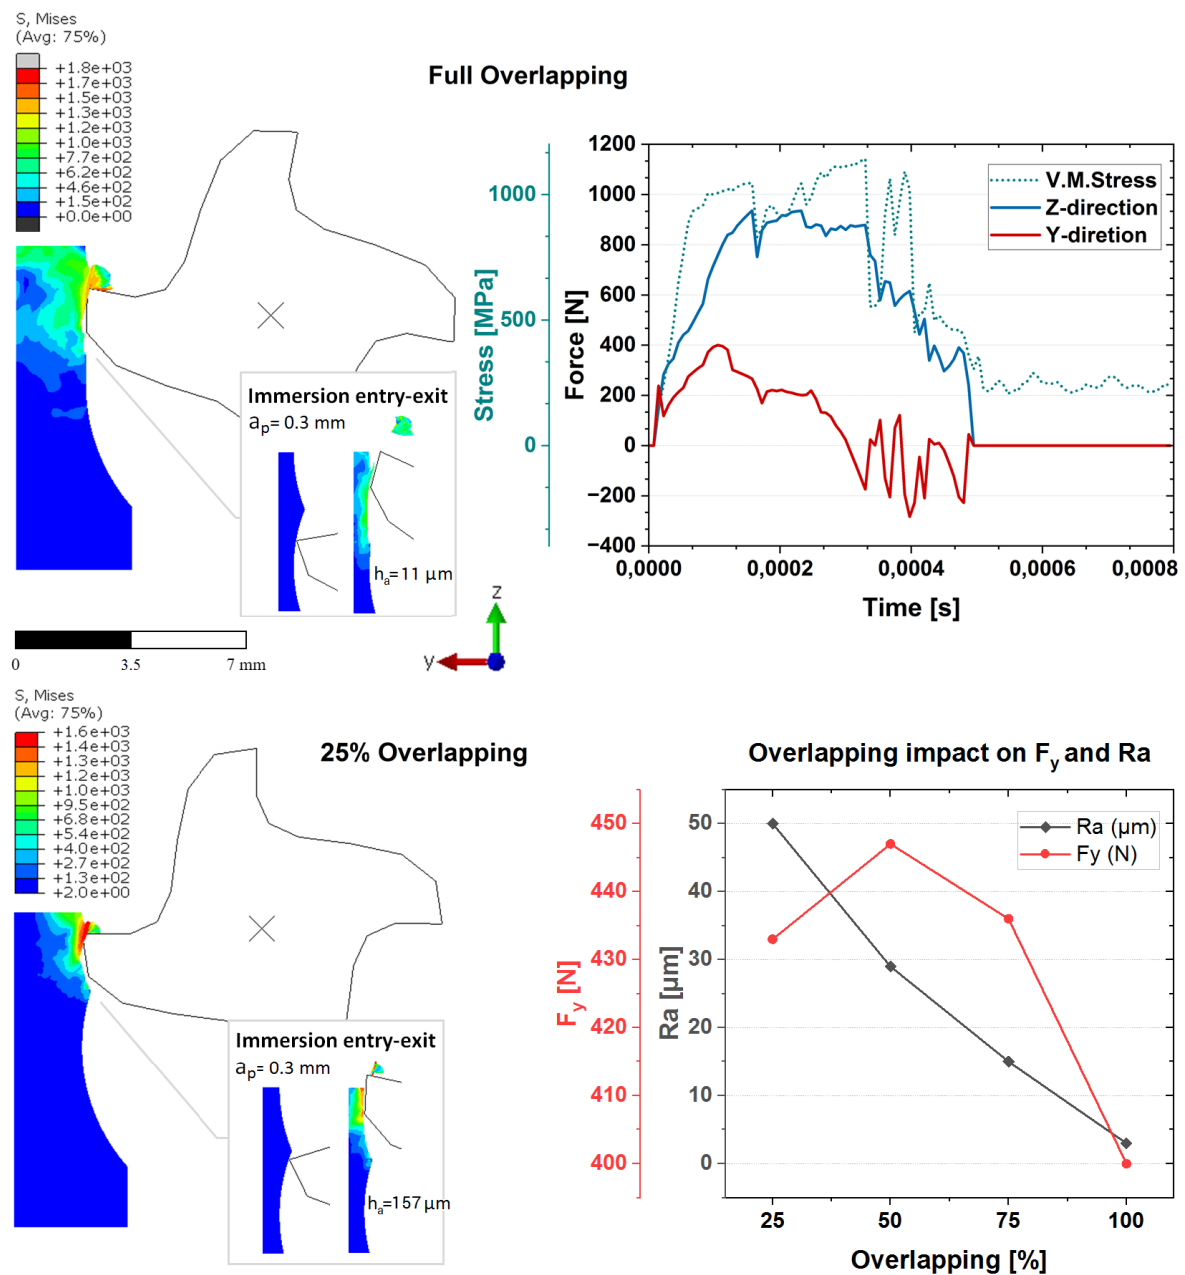 S, Mises
(Avg: 75%)
+1.8e+03
+1.7e+03
+1.5e+03
+1.3e+03
+1.2e+03
+1.0e+03
+7.7e+02
+6.2e+02
+4.6e+02
+1.5e+02
+0.0e+00
Full Overlapping
Immersion entry-exit
ap= 0.3 mm
ha=11 µm
0
3.5
7 mm
z
y
Stress [MPa]
1000
500
0
Force [N]
1200
1000
800
600
400
200
0
−200
−400
V.M.Stress
Z-direction
Y-diretion
0,0000
0,0002
0,0004
0,0006
0,0008
Time [s]
S, Mises
(Avg: 75%)
+1.6e+03
+1.4e+03
+1.3e+03
+1.2e+03
+1.0e+03
+9.5e+02
+6.8e+02
+5.4e+02
+4.0e+02
+2.7e+02
+1.3e+02
+2.0e+00
25% Overlapping
Immersion entry-exit
ap= 0.3 mm
ha=157 µm
Overlapping impact on Fy and Ra
Fy [N]
450
440
430
420
410
400
Ra [µm]
50
40
30
20
10
0
Ra (µm)
Fy (N)
25
50
75
100
Overlapping [%]